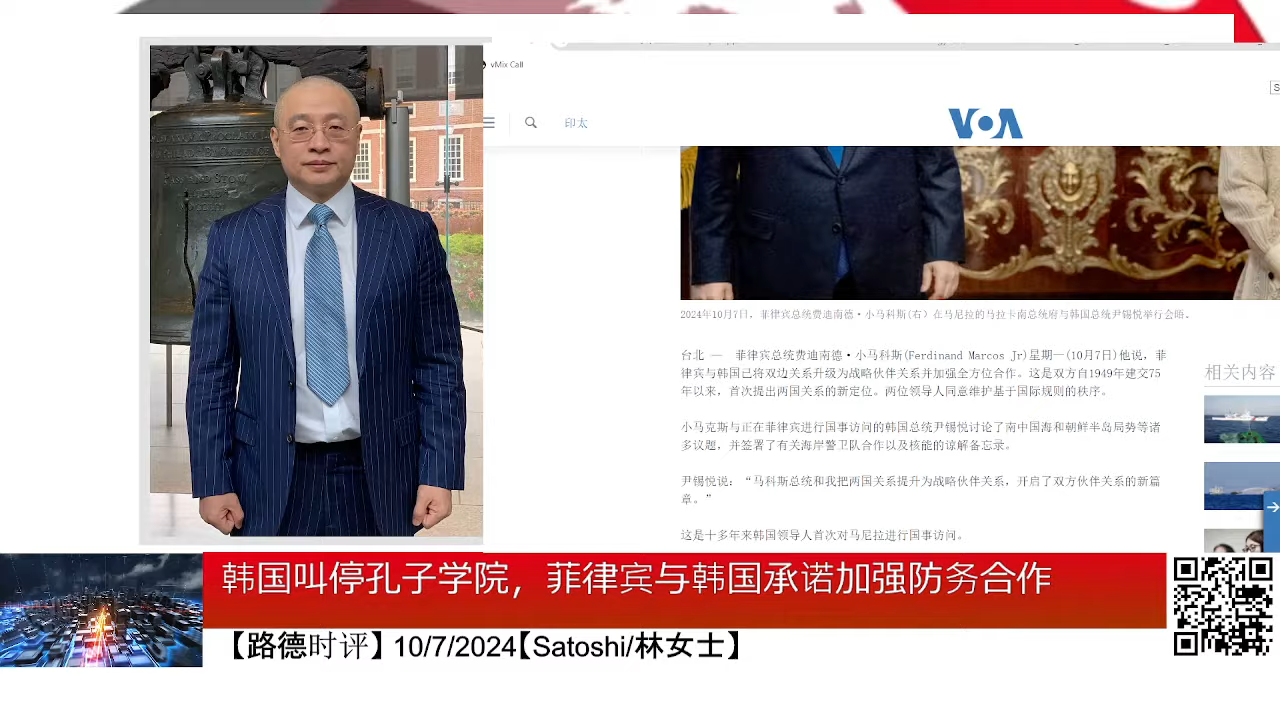 vMix Call
S
印太
VOA
2024年10月7日，菲律宾总统费迪南德·小马科斯(右) 在马尼拉的马拉卡南总统府与韩国总统尹锡悦举行会晤。
台北 — 菲律宾总统费迪南德·小马科斯(Ferdinand Marcos Jr)星期一(10月7日)他说，菲
律宾与韩国已将双边关系升级为战略伙伴关系并加强全方位合作。这是双方自1949年建交75
年以来，首次提出两国关系的新定位。两位领导人同意维护基于国际规则的秩序。
小马克斯与正在菲律宾进行国事访问的韩国总统尹锡悦讨论了南中国海和朝鲜半岛局势等诸
多议题，并签署了有关海岸警卫队合作以及核能的谅解备忘录。
尹锡悦说：“马科斯总统和我把两国关系提升为战略伙伴关系，开启了双方伙伴关系的新篇
章。”
这是十多年来韩国领导人首次对马尼拉进行国事访问。
相关内容
韩国叫停孔子学院，菲律宾与韩国承诺加强防务合作
【路德时评】10/7/2024【Satoshi/林女士】